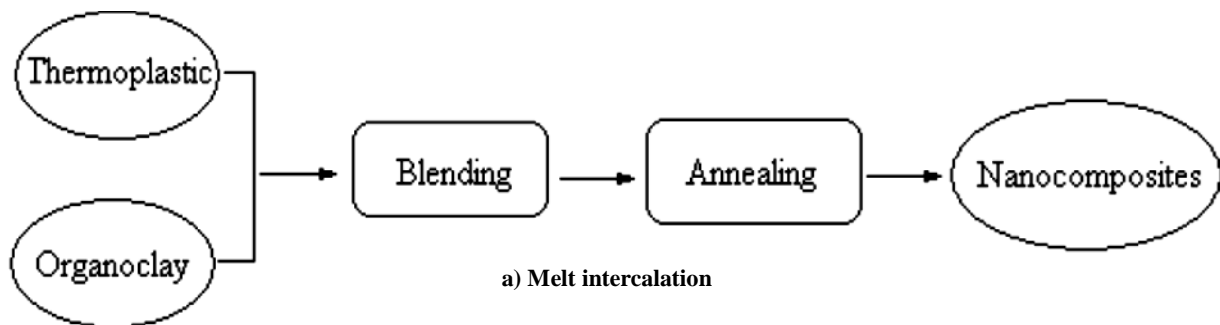 Thermoplastic
Organoclay
Blending
Annealing
Nanocomposites
a) Melt intercalation